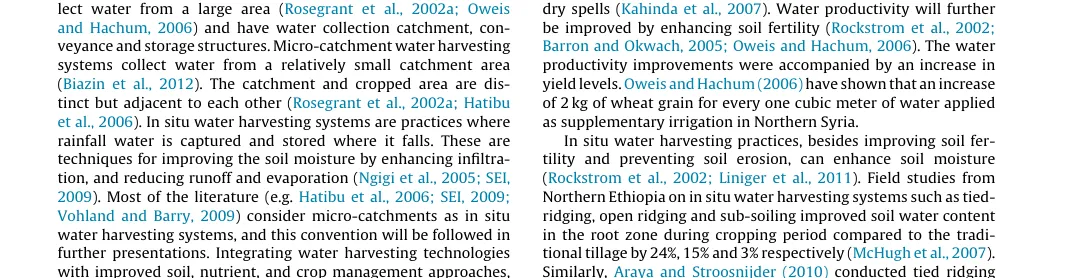 lect water from a large area (Rosegrant et al., 2002a; Oweis
and Hachum, 2006) and have water collection catchment, con-
veyance and storage structures. Micro-catchment water harvesting
systems collect water from a relatively small catchment area
(Biazin et al., 2012). The catchment and cropped area are dis-
tinct but adjacent to each other (Rosegrant et al., 2002a; Hatibu
et al., 2006). In situ water harvesting systems are practices where
rainfall water is captured and stored where it falls. These are
techniques for improving the soil moisture by enhancing infiltra-
tion, and reducing runoff and evaporation (Ngigi et al., 2005; SEI,
2009). Most of the literature (e.g. Hatibu et al., 2006; SEI, 2009;
Vohland and Barry, 2009) consider micro-catchments as in situ
water harvesting systems, and this convention will be followed in
further presentations. Integrating water harvesting technologies
with improved soil, nutrient, and crop management approaches,
dry spells (Kahinda et al., 2007). Water productivity will further
be improved by enhancing soil fertility (Rockstrom et al., 2002;
Barron and Okwach, 2005; Oweis and Hachum, 2006). The water
productivity improvements were accompanied by an increase in
yield levels. Oweis and Hachum (2006) have shown that an increase
of 2 kg of wheat grain for every one cubic meter of water applied
as supplementary irrigation in Northern Syria.
In situ water harvesting practices, besides improving soil fer-
tility and preventing soil erosion, can enhance soil moisture
(Rockstrom et al., 2002; Liniger et al., 2011). Field studies from
Northern Ethiopia on in situ water harvesting systems such as tied-
ridging, open ridging and sub-soiling improved soil water content
in the root zone during cropping period compared to the tradi-
tional tillage by 24%, 15% and 3% respectively (McHugh et al., 2007).
Similarly, Araya and Stroosnijder (2010) conducted tied ridging